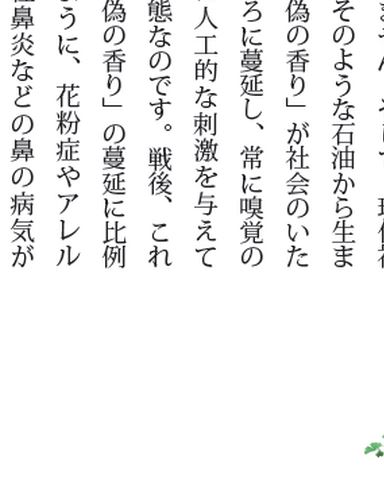 そのような石油から生ま
偽の香り」が社会のいた
ろに蔓延し、常に嗅覚の
人工的な刺激を与えて
態なのです。戦後、これ
偽の香り」の蔓延に比例
うに、花粉症やアレル
鼻炎などの鼻の病気が